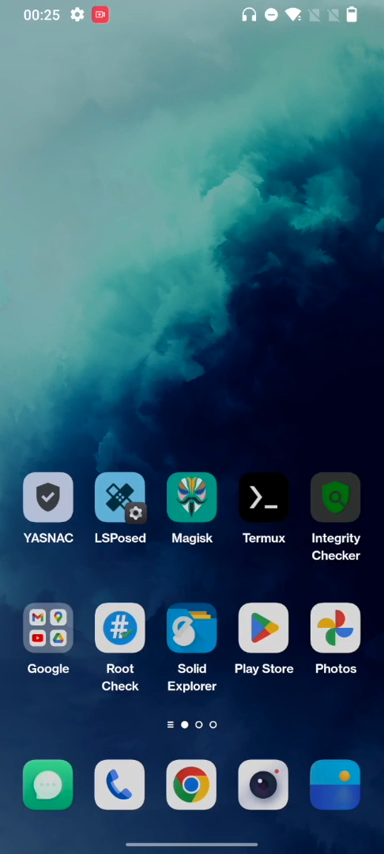 00:25
YASNAC
LSPosed
Magisk
Termux
Integrity
Checker
Google
Root
Check
Solid
Explorer
Play Store
Photos